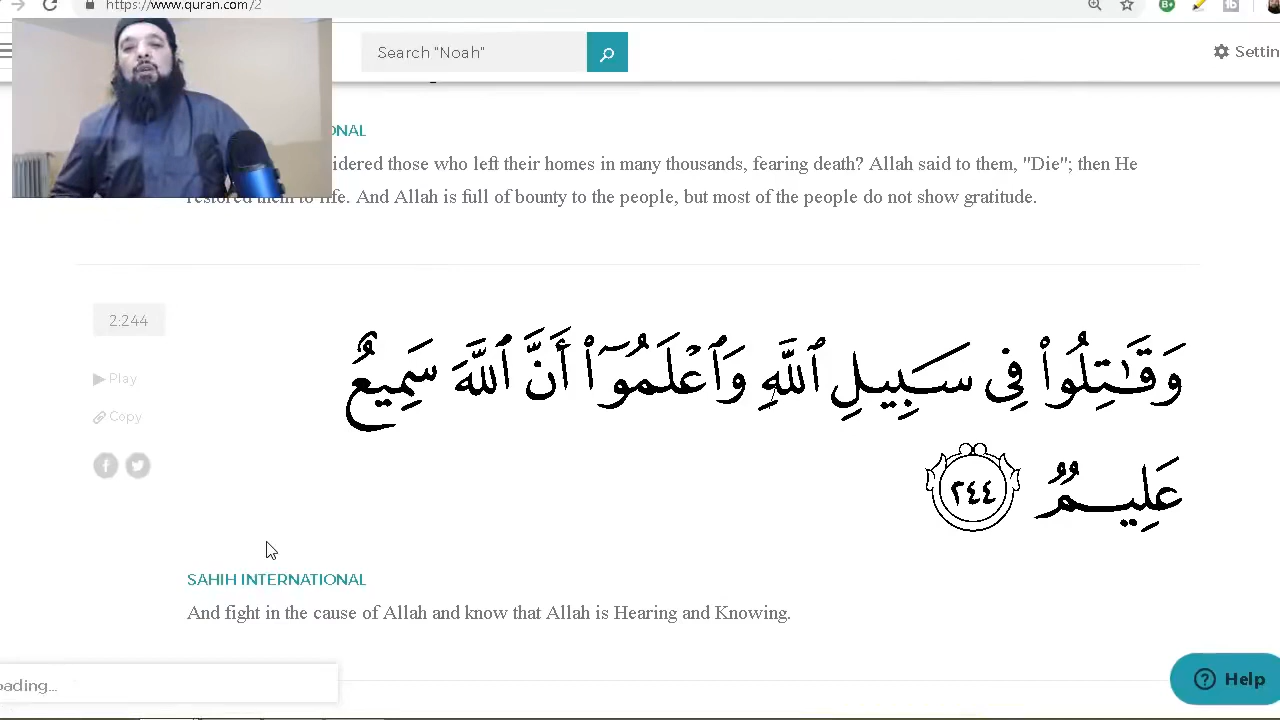 https://www.quran.com/2
Search "Noah"
Settin
ONAL
idered those who left their homes in many thousands, fearing death? Allah said to them, "Die"; then He
restored them to life. And Allah is full of bounty to the people, but most of the people do not show gratitude.
2:244
وَقَـٰتِلُوا۟ فِى سَبِيلِ ٱللَّهِ وَٱعْلَمُوٓا۟ أَنَّ ٱللَّهَ سَمِيعٌ
عَلِيمٌۭ ٢٤٤
Play
Copy
SAHIH INTERNATIONAL
And fight in the cause of Allah and know that Allah is Hearing and Knowing.
oading...
Help